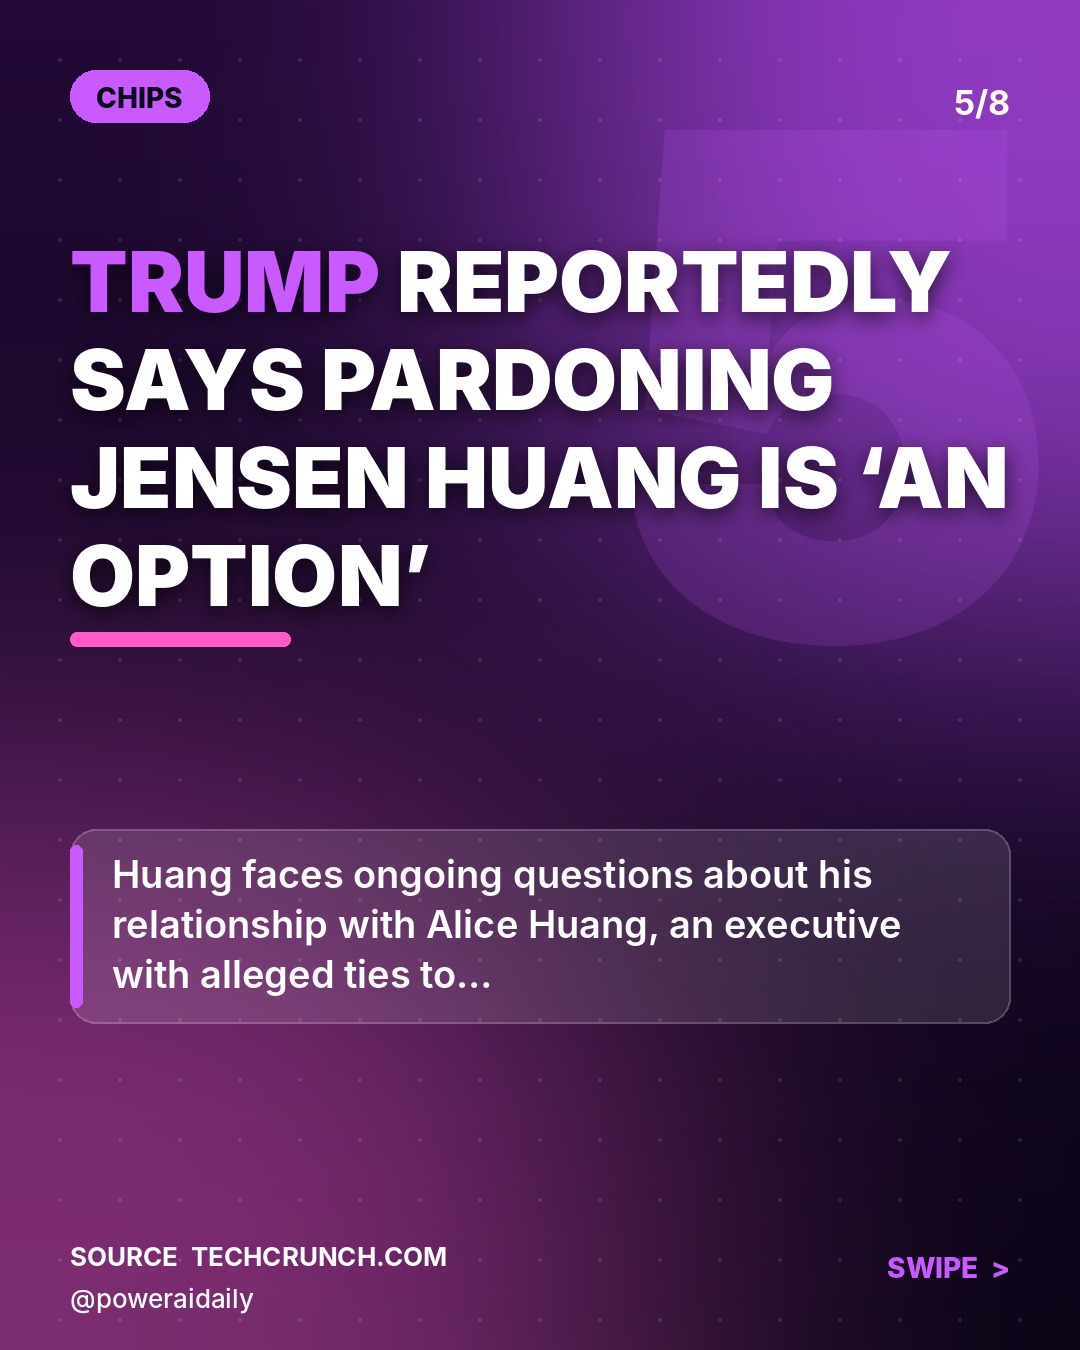 CHIPS
5/8
5
TRUMP REPORTEDLY
SAYS PARDONING
JENSEN HUANG IS ‘AN
OPTION’
Huang faces ongoing questions about his
relationship with Alice Huang, an executive
with alleged ties to...
SOURCE TECHCRUNCH.COM
@poweraidaily
SWIPE >